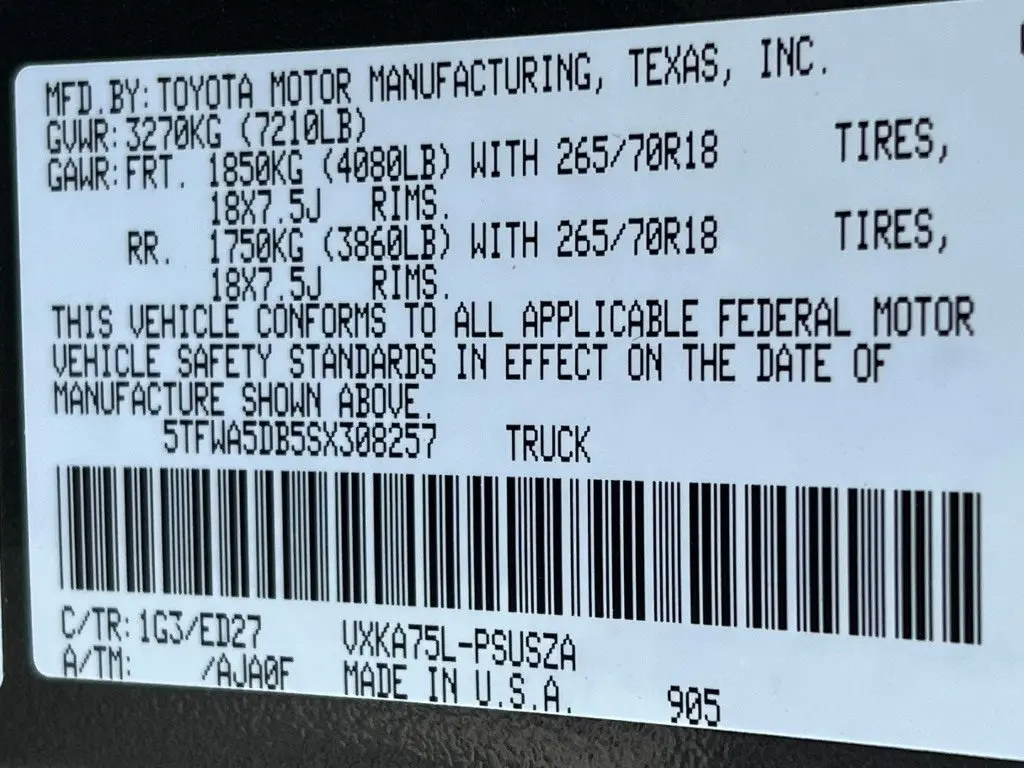 MFD.BY:TOYOTA MOTOR MANUFACTURING, TEXAS, INC.
GVWR:3270KG (7210LB)
GAWR:FRT. 1850KG (4080LB) WITH 265/70R18 TIRES,
18X7.5J RIMS.
RR. 1750KG (3860LB) WITH 265/70R18 TIRES,
18X7.5J RIMS.
THIS VEHICLE CONFORMS TO ALL APPLICABLE FEDERAL MOTOR
VEHICLE SAFETY STANDARDS IN EFFECT ON THE DATE OF
MANUFACTURE SHOWN ABOVE.
5TFWA5DB5SX308257 TRUCK
C/TR:1G3/ED27 VXKA75L-PSUSZA
A/TM: /AJA0F MADE IN U.S.A. 905